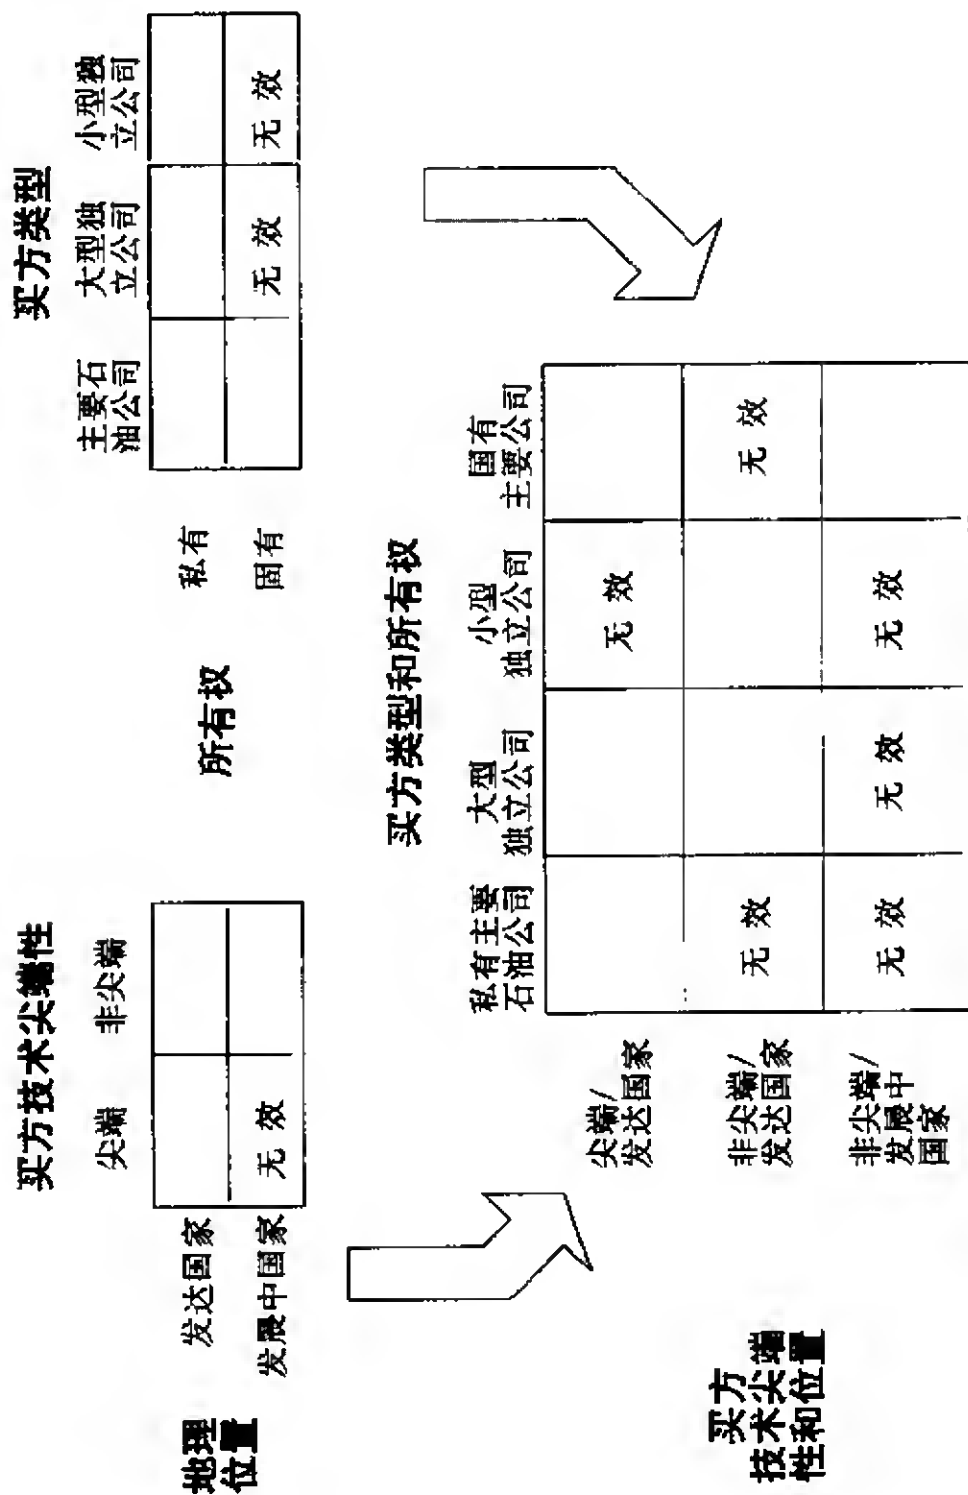 买方技术尖端性
尖端
非尖端
地理
位置
发达国家
发展中国家
无效
买方类型
主要石
油公司
大型独
立公司
小型独
立公司
所有权
私有
固有
无效
无效
买方类型和所有权
私有主要
石油公司
大型
独立公司
小型
独立公司
国有
主要公司
买方
技术尖端
性和位置
尖端/
发达国家
无效
非尖端/
发达国家
无效
无效
非尖端/
发展中
国家
无效
无效
无效